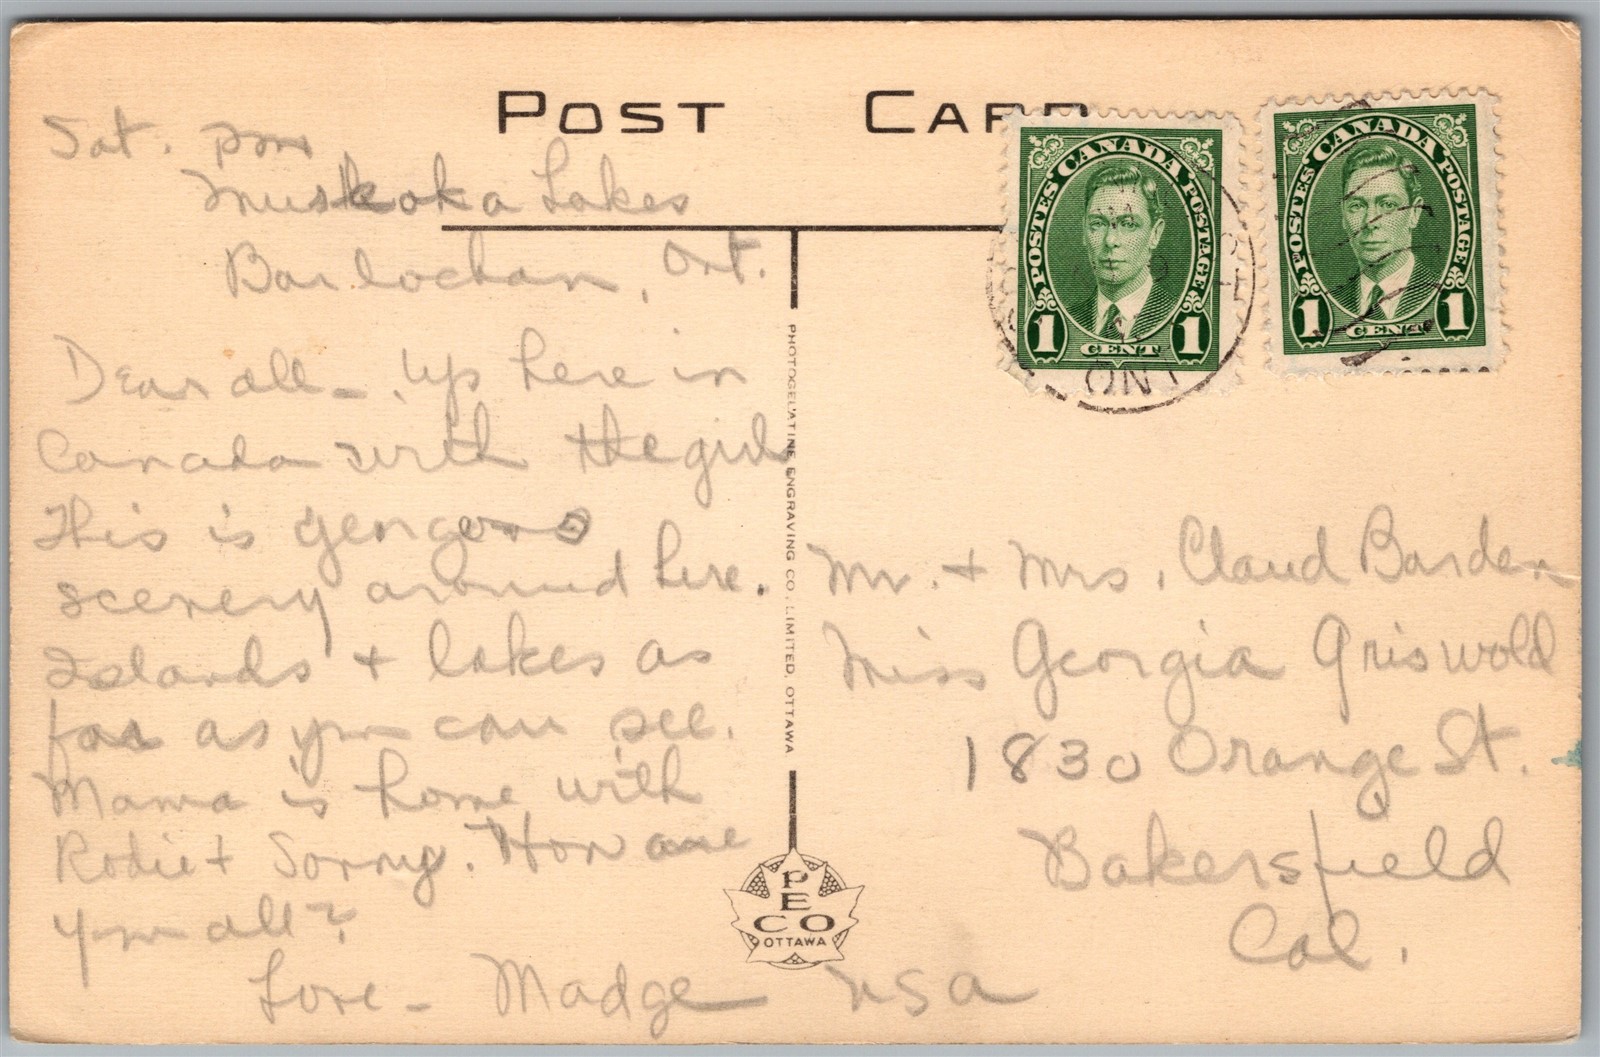 POST CARD
Sat. pm
Muskoka Lakes
Barlochan, Ont.
Dear all – Up here in
Canada with the girls
This is georgous
scenery around here.
Islands & lakes as
far as you can see.
Mama is home with
Rodie + Sonny. How are
you all?
Love – Madge
POSTES CANADA POSTAGE
1 CENT 1
POSTES CANADA POSTAGE
1 CENT 1
ONT
PHOTOGELATINE ENGRAVING CO., LIMITED, OTTAWA
PECO
OTTAWA
Mr. + Mrs. Claud Barden
Miss Georgia Griswold
1830 Orange St.
Bakersfield
Cal.
USA